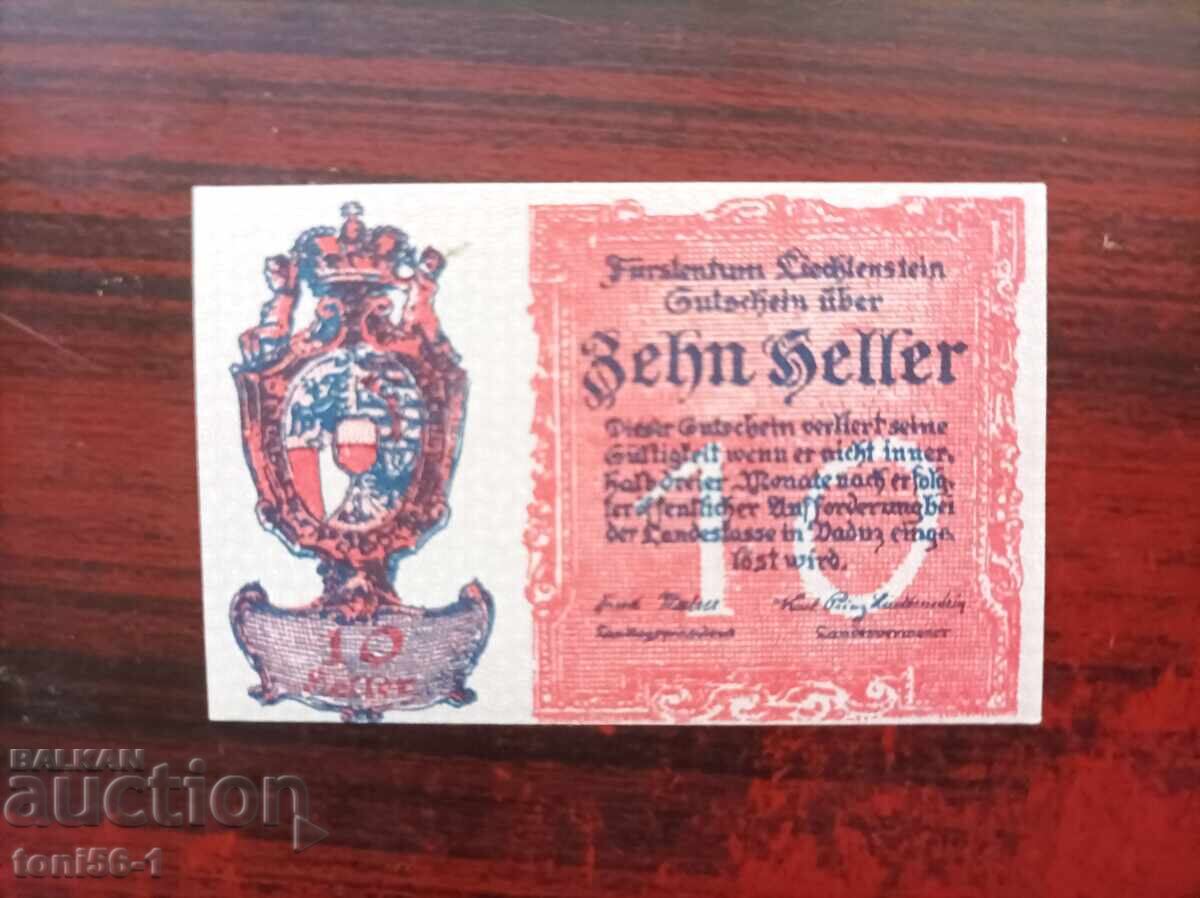 Fürstentum Liechtenstein
Gutschein über
Zehn Heller
Dieser Gutschein verliert seine
Gültigkeit wenn er nicht inner,
halb dreier Monate nach erfolg,
ter öffentlicher Aufforderung bei
der Landeskasse in Vaduz einge,
löst wird.
10
10
Heller
BALKAN
auction
toni56-1